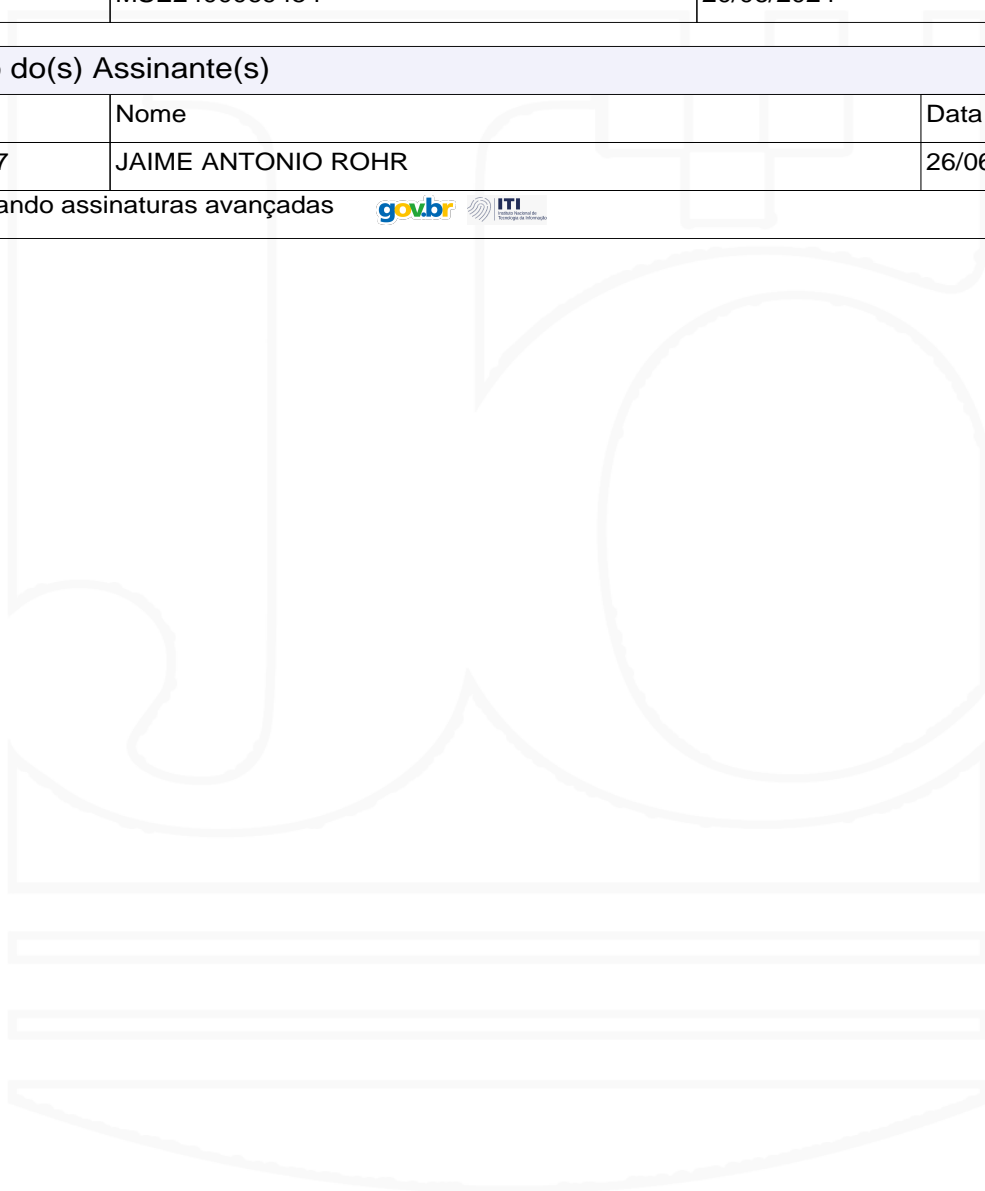 do(s) Assinante(s)
Nome Data
7 JAIME ANTONIO ROHR 26/06
ando assinaturas avançadas gov.br ITI